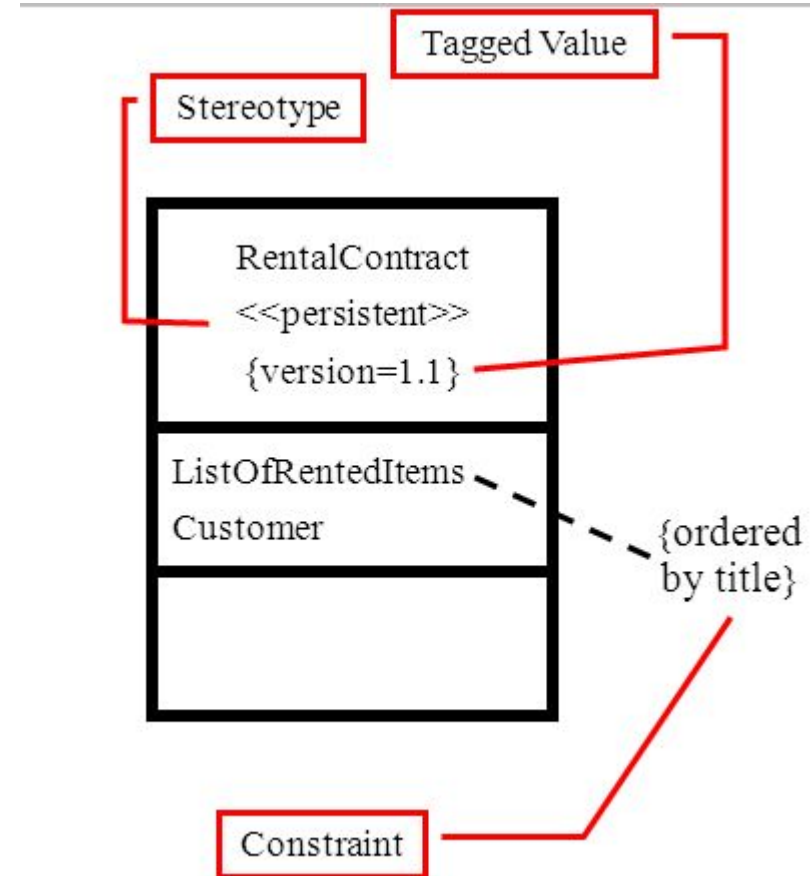 Tagged Value
Stereotype
RentalContract
<<persistent>>
{version=1.1}
ListOfRentedItems
Customer
{ordered
by title}
Constraint